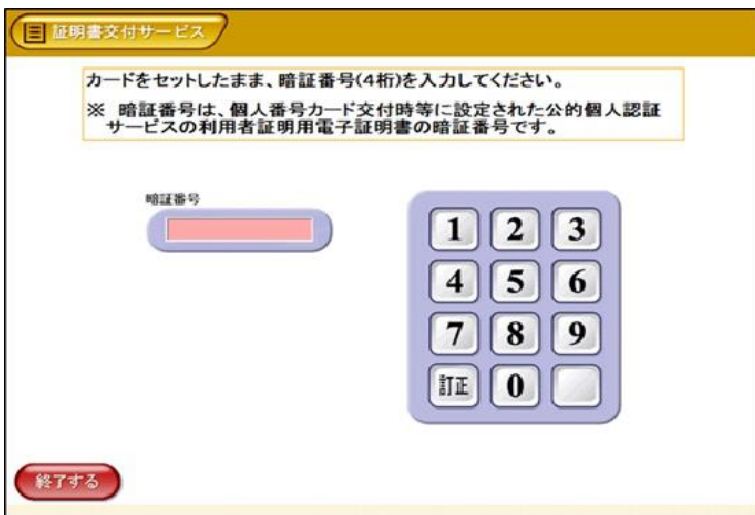 証明書交付サービス
カードをセットしたまま、暗証番号(4桁)を入力してください。
※ 暗証番号は、個人番号カード交付時等に設定された公的個人認証
サービスの利用者証明用電子証明書の暗証番号です。
暗証番号
1 2 3
4 5 6
7 8 9
訂正 0
終了する